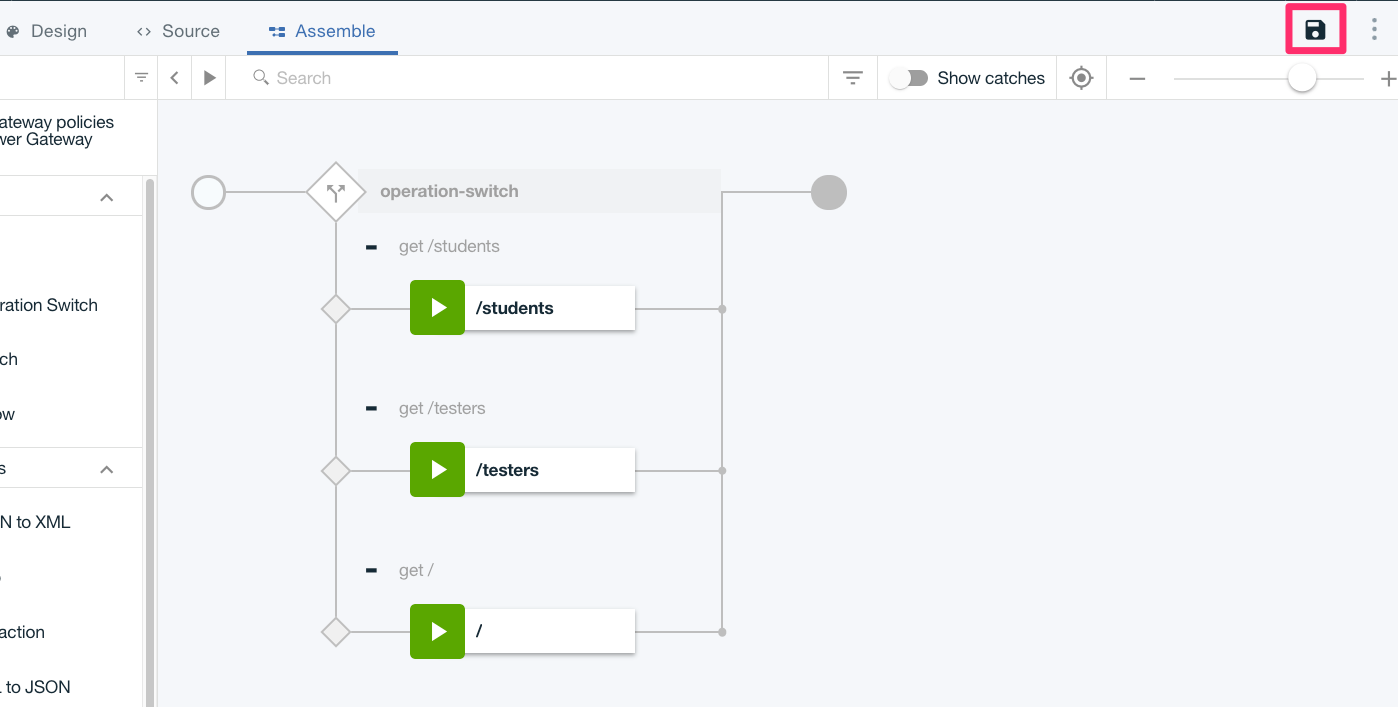 Design
Source
Assemble
Search
Show catches
ateway policies
wer Gateway
operation-switch
get /students
/students
ration Switch
ch
get /testers
ow
/testers
s
N to XML
get /
/
action
to JSON